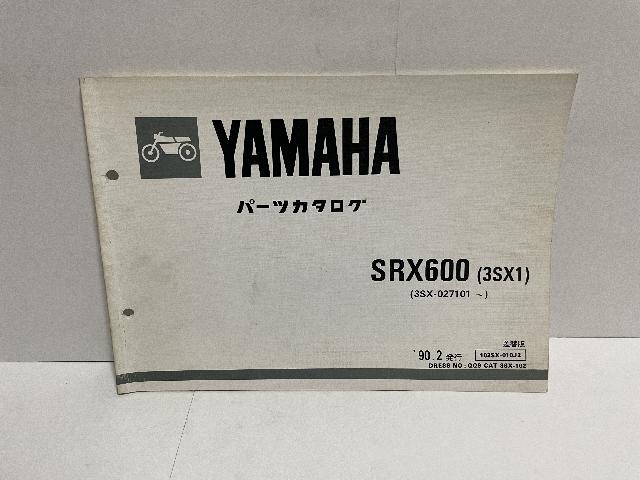 YAMAHA
パーツカタログ
SRX600 (3SX1)
(3SX-027101 ~)
'90.2 発行